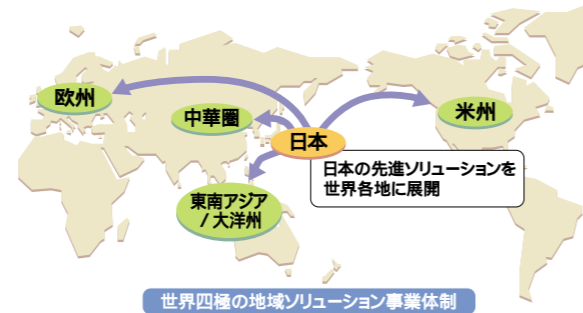 欧州
中華圏
米州
日本
日本の先進ソリューションを
世界各地に展開
東南アジア
/ 大洋州
世界四極の地域ソリューション事業体制